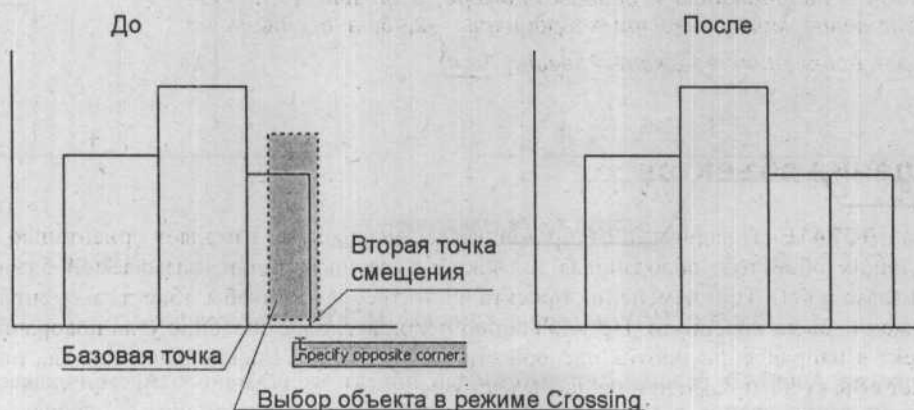 До
После
Вторая точка
смещения
Базовая точка
Specify opposite corner:
Выбор объекта в режиме Crossing